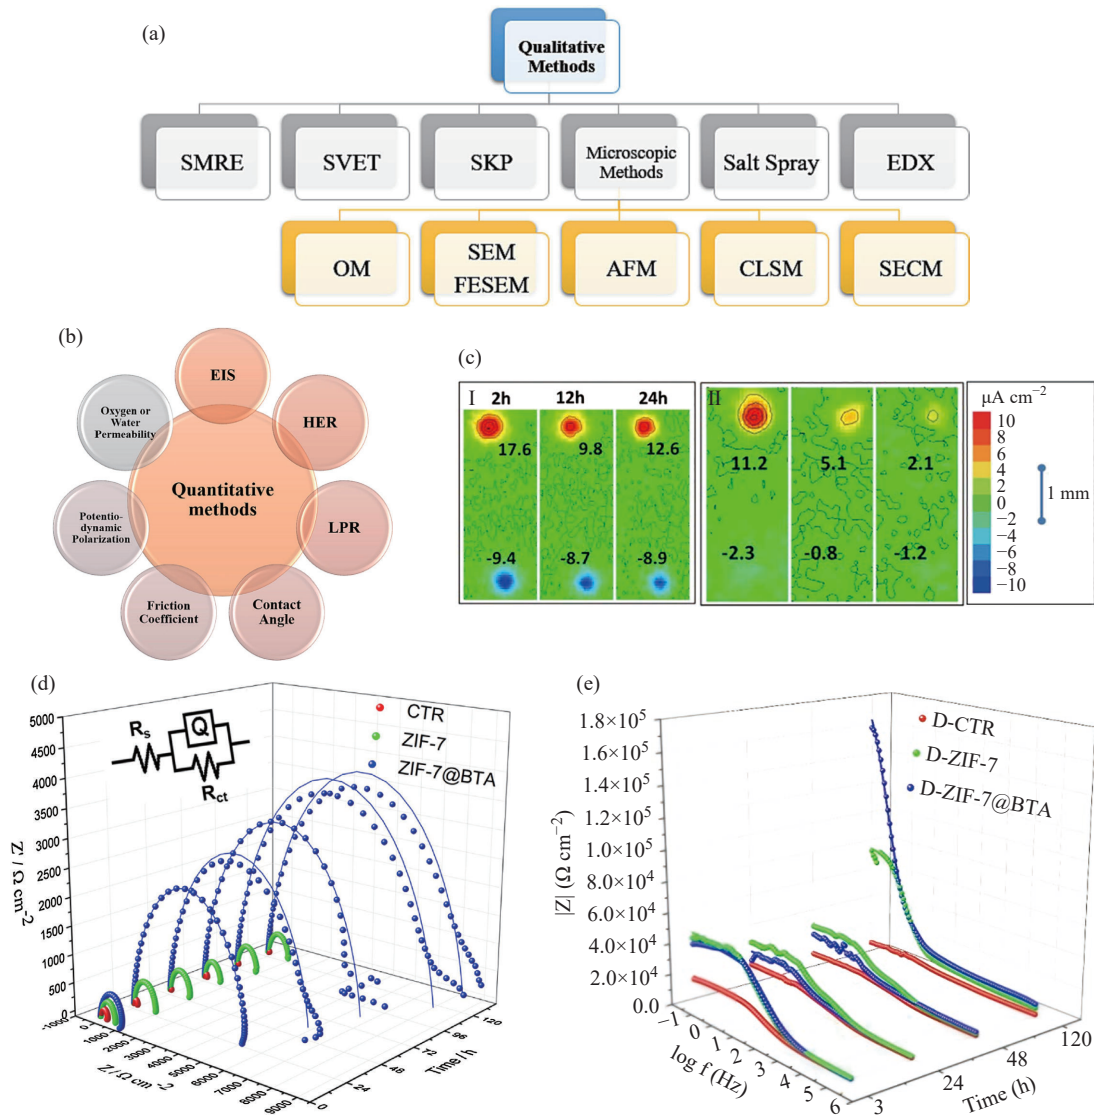 (a)
Qualitative
Methods
SMRE
SVET
SKP
Microscopic
Methods
Salt Spray
EDX
OM
SEM
FESEM
AFM
CLSM
SECM
(b)
EIS
Oxygen or
Water
Permeability
HER
Quantitative
methods
Potentio-
dynamic
Polarization
LPR
Friction
Coefficient
Contact
Angle
(c)
I
2h
12h
24h
17.6
9.8
12.6
-9.4
-8.7
-8.9
II
11.2
5.1
2.1
-2.3
-0.8
-1.2
μA cm−2
10
8
6
4
2
0
−2
−4
−6
−8
−10
1 mm
(d)
5000
4500
4000
3500
3000
2500
2000
1500
1000
500
0
Z / Ω cm-2
Rs
Q
Rct
CTR
ZIF-7
ZIF-7@BTA
-1000
0
1000
2000
3000
4000
5000
6000
7000
8000
9000
Z / Ω cm-2
0
24
48
72
96
120
Time / h
(e)
1.8×10⁵
1.6×10⁵
1.4×10⁵
1.2×10⁵
1.0×10⁵
8.0×10⁴
6.0×10⁴
4.0×10⁴
2.0×10⁴
0.0
|Z| (Ω cm−2)
D-CTR
D-ZIF-7
D-ZIF-7@BTA
−1
0
1
2
3
4
5
6
log f (Hz)
3
24
48
120
Time (h)